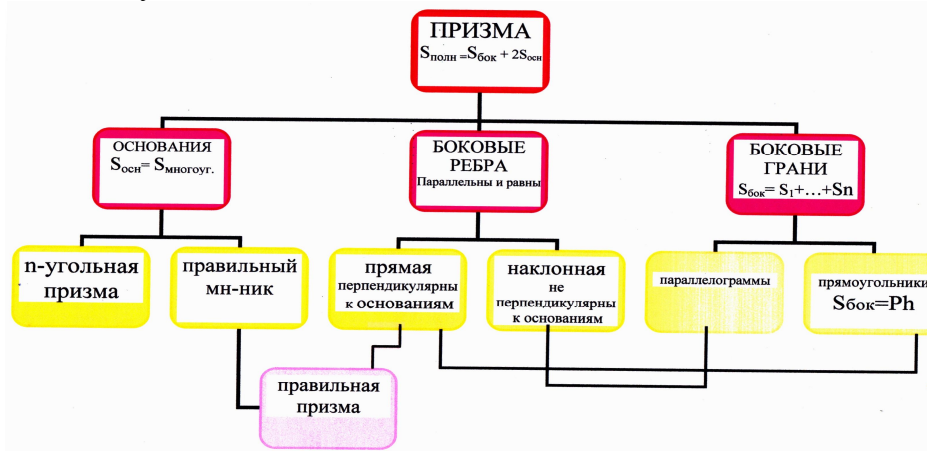 ПРИЗМА
Sполн =Sбок + 2Sосн
ОСНОВАНИЯ
Sосн= Sмногоуг.
БОКОВЫЕ
РЕБРА
Параллельны и равны
БОКОВЫЕ
ГРАНИ
Sбок= S1+...+Sn
n-угольная
призма
правильный
мн-ник
прямая
перпендикулярны
к основаниям
наклонная
не
перпендикулярны
к основаниям
параллелограммы
прямоугольники
Sбок=Ph
правильная
призма